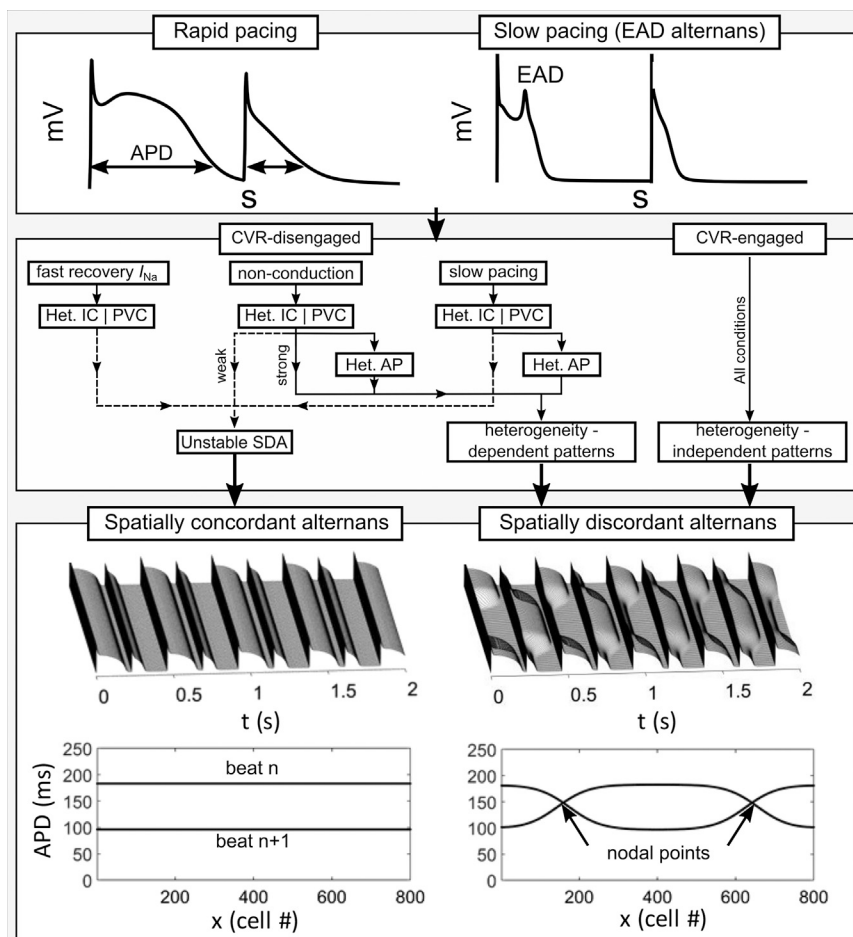 Rapid pacing
Slow pacing (EAD alternans)
mV
APD
S
mV
EAD
S
CVR-disengaged
CVR-engaged
fast recovery I_Na
non-conduction
slow pacing
Het. IC | PVC
Het. IC | PVC
Het. IC | PVC
weak
strong
Het. AP
Het. AP
All conditions
Unstable SDA
heterogeneity -
dependent patterns
heterogeneity -
independent patterns
Spatially concordant alternans
Spatially discordant alternans
0
0.5
1
1.5
2
t (s)
0
0.5
1
1.5
2
t (s)
APD (ms)
250
200
150
100
50
0
beat n
beat n+1
200
400
600
800
x (cell #)
250
200
150
100
50
0
nodal points
200
400
600
800
x (cell #)